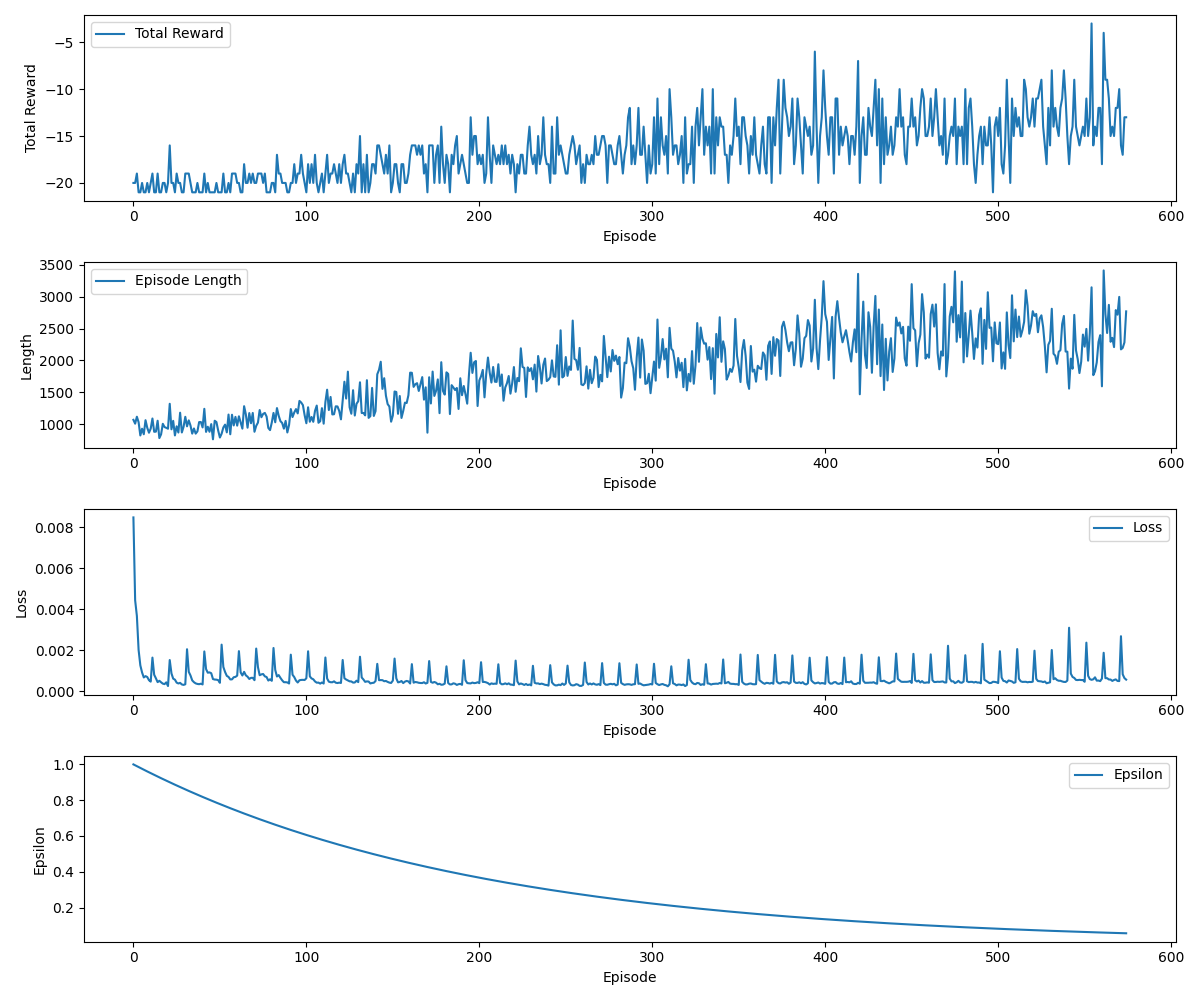 Total Reward
Total Reward
−5
−10
−15
−20
0 100 200 300 400 500 600
Episode
Episode Length
Length
3500
3000
2500
2000
1500
1000
0 100 200 300 400 500 600
Episode
Loss
Loss
0.008
0.006
0.004
0.002
0.000
0 100 200 300 400 500 600
Episode
Epsilon
Epsilon
1.0
0.8
0.6
0.4
0.2
0 100 200 300 400 500 600
Episode